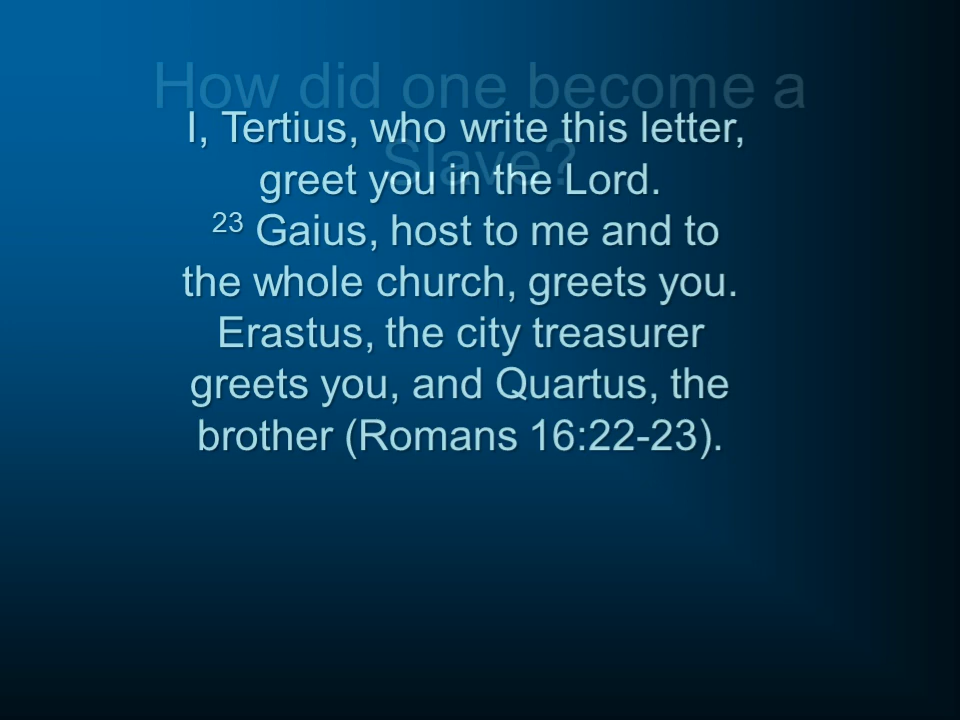 How did one become a
Slave?
I, Tertius, who write this letter,
greet you in the Lord.
23 Gaius, host to me and to
the whole church, greets you.
Erastus, the city treasurer
greets you, and Quartus, the
brother (Romans 16:22-23).